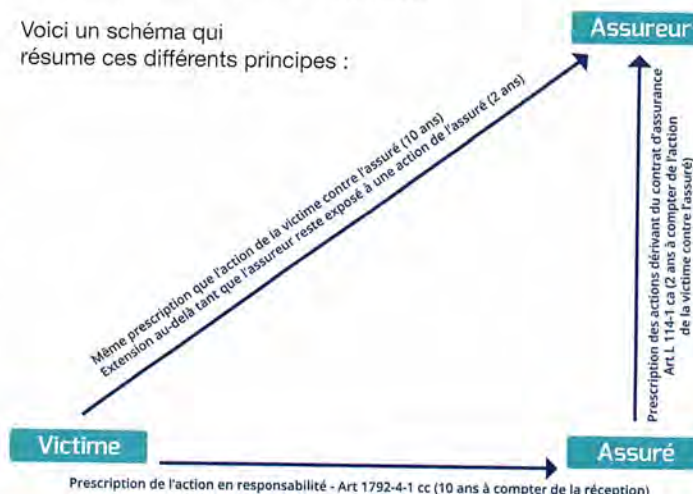 Voici un schéma qui
résume ces différents principes :
Assureur
Même prescription que l'action de la victime contre l'assuré (10 ans)
Extension au-delà tant que l'assureur reste exposé à une action de l'assuré (2 ans)
Prescription des actions dérivant du contrat d'assurance
Art L 114-1 ca (2 ans à compter de l'action
de la victime contre l'assuré)
Victime
Assuré
Prescription de l'action en responsabilité - Art 1792-4-1 cc (10 ans à compter de la réception)